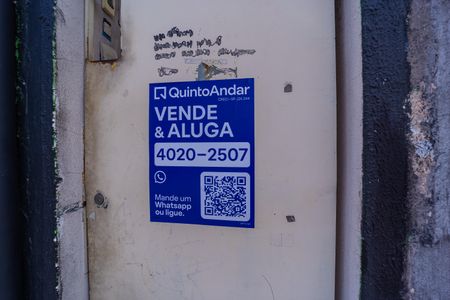 QuintoAndar
VENDE
& ALUGA
4020-2507
Mande um
Whatsapp
ou ligue.